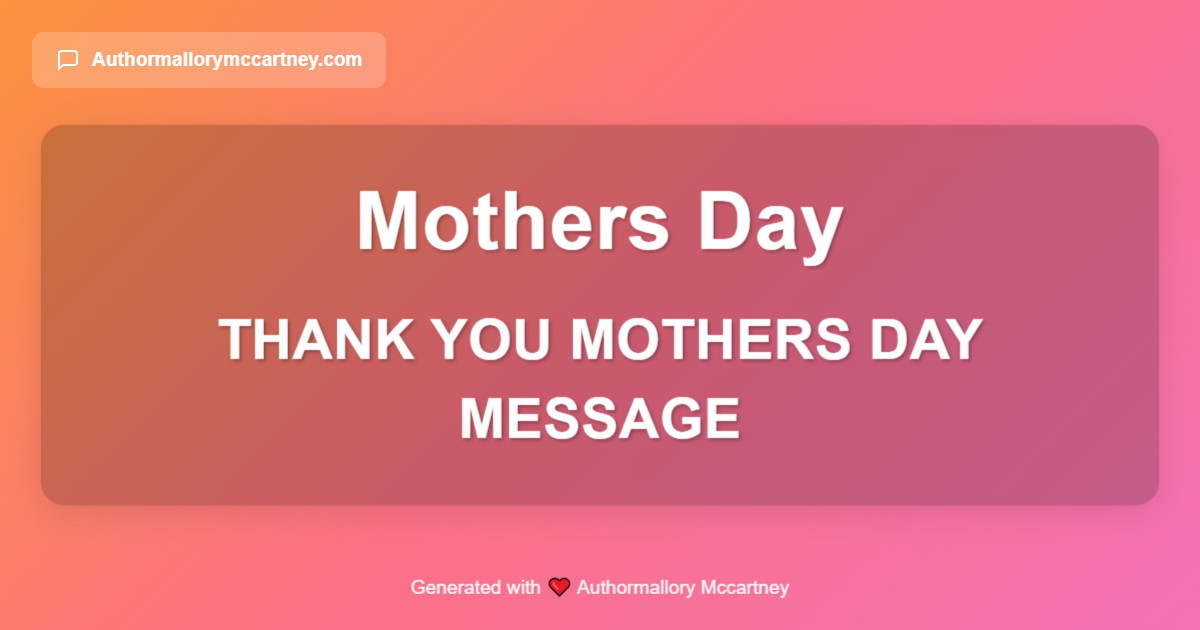 Authormallorymccartney.com
Mothers Day
THANK YOU MOTHERS DAY
MESSAGE
Generated with ❤️ Authormallory Mccartney